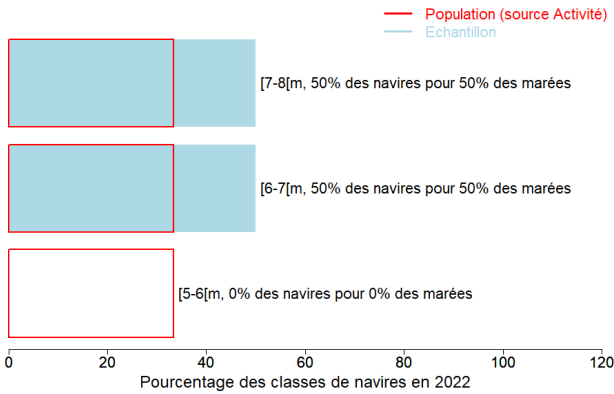 Population (source Activité)
Echantillon
[7-8[m, 50% des navires pour 50% des marées
[6-7[m, 50% des navires pour 50% des marées
[5-6[m, 0% des navires pour 0% des marées
0 20 40 60 80 100 120
Pourcentage des classes de navires en 2022